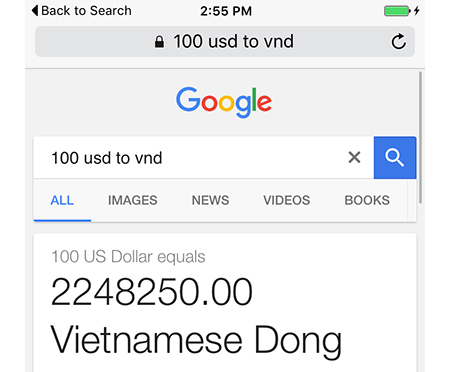 Back to Search 2:55 PM
100 usd to vnd
Google
100 usd to vnd
ALL IMAGES NEWS VIDEOS BOOKS
100 US Dollar equals
2248250.00
Vietnamese Dong